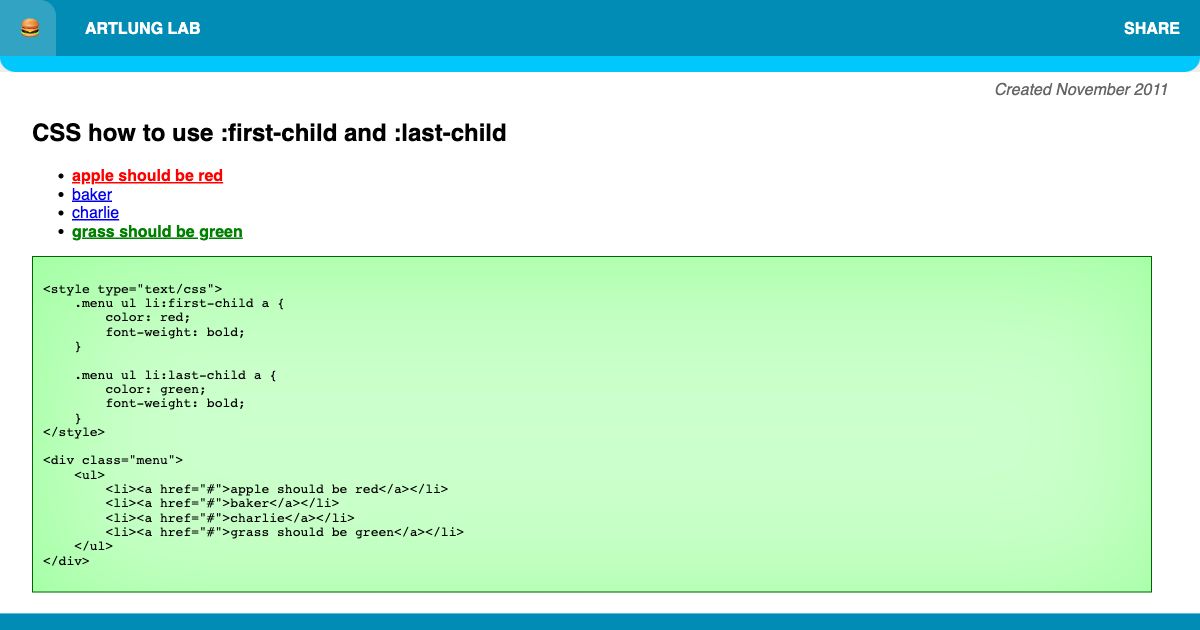 ARTLUNG LAB
SHARE
Created November 2011
CSS how to use :first-child and :last-child
• apple should be red
• baker
• charlie
• grass should be green
<style type="text/css">
    .menu ul li:first-child a {
        color: red;
        font-weight: bold;
    }

    .menu ul li:last-child a {
        color: green;
        font-weight: bold;
    }
</style>

<div class="menu">
    <ul>
        <li><a href="#">apple should be red</a></li>
        <li><a href="#">baker</a></li>
        <li><a href="#">charlie</a></li>
        <li><a href="#">grass should be green</a></li>
    </ul>
</div>